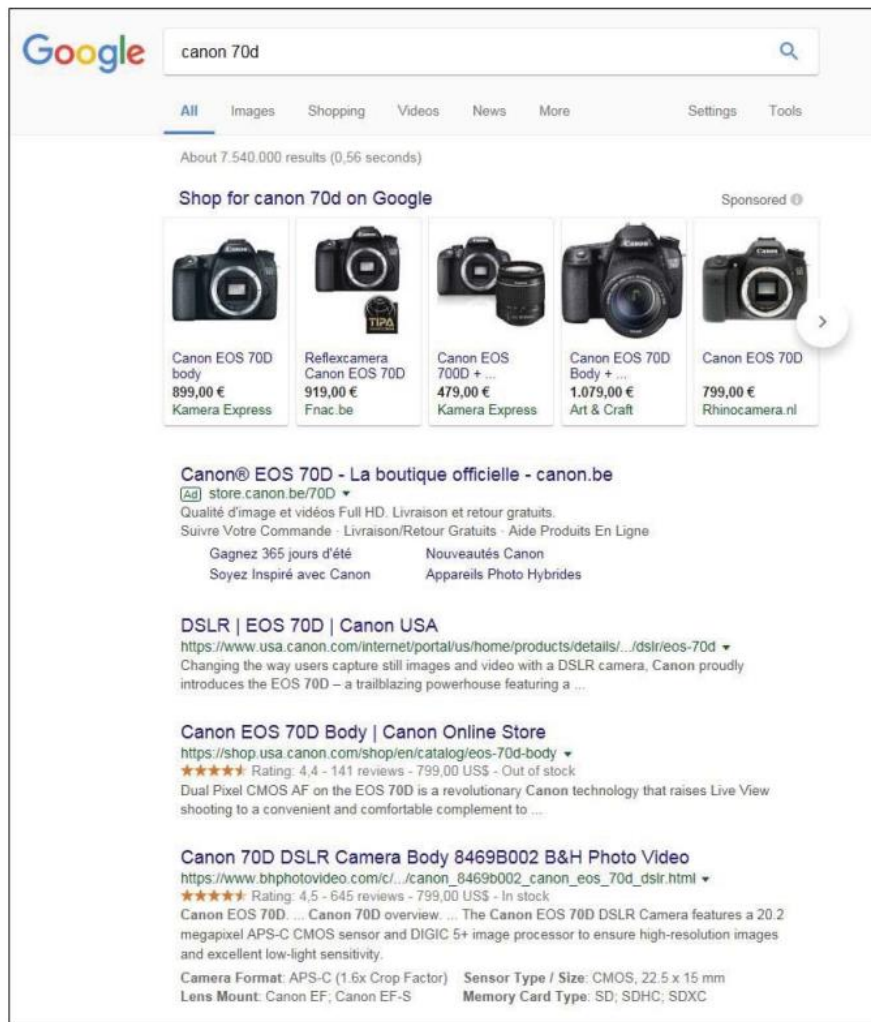 Google
canon 70d
All Images Shopping Videos News More Settings Tools
About 7.540.000 results (0,56 seconds)
Shop for canon 70d on Google Sponsored
TIPA
Canon EOS 70D body
899,00 €
Kamera Express
Reflexcamera
Canon EOS 70D
919,00 €
Fnac.be
Canon EOS
700D + ...
479,00 €
Kamera Express
Canon EOS 70D
Body + ...
1.079,00 €
Art & Craft
Canon EOS 70D
799,00 €
Rhinocamera.nl
Canon® EOS 70D - La boutique officielle - canon.be
Ad store.canon.be/70D
Qualité d'image et vidéos Full HD. Livraison et retour gratuits.
Suivre Votre Commande · Livraison/Retour Gratuits · Aide Produits En Ligne
Gagnez 365 jours d'été Nouveautés Canon
Soyez Inspiré avec Canon Appareils Photo Hybrides
DSLR | EOS 70D | Canon USA
https://www.usa.canon.com/internet/portal/us/home/products/details/.../dslr/eos-70d
Changing the way users capture still images and video with a DSLR camera, Canon proudly
introduces the EOS 70D – a trailblazing powerhouse featuring a ...
Canon EOS 70D Body | Canon Online Store
https://shop.usa.canon.com/shop/en/catalog/eos-70d-body
Rating: 4,4 - 141 reviews - 799,00 US$ - Out of stock
Dual Pixel CMOS AF on the EOS 70D is a revolutionary Canon technology that raises Live View
shooting to a convenient and comfortable complement to ...
Canon 70D DSLR Camera Body 8469B002 B&H Photo Video
https://www.bhphotovideo.com/c/.../canon_8469b002_canon_eos_70d_dslr.html
Rating: 4,5 - 645 reviews - 799,00 US$ - In stock
Canon EOS 70D. ... Canon 70D overview. ... The Canon EOS 70D DSLR Camera features a 20.2
megapixel APS-C CMOS sensor and DIGIC 5+ image processor to ensure high-resolution images
and excellent low-light sensitivity.
Camera Format: APS-C (1.6x Crop Factor) Sensor Type / Size: CMOS, 22.5 x 15 mm
Lens Mount: Canon EF; Canon EF-S Memory Card Type: SD; SDHC; SDXC